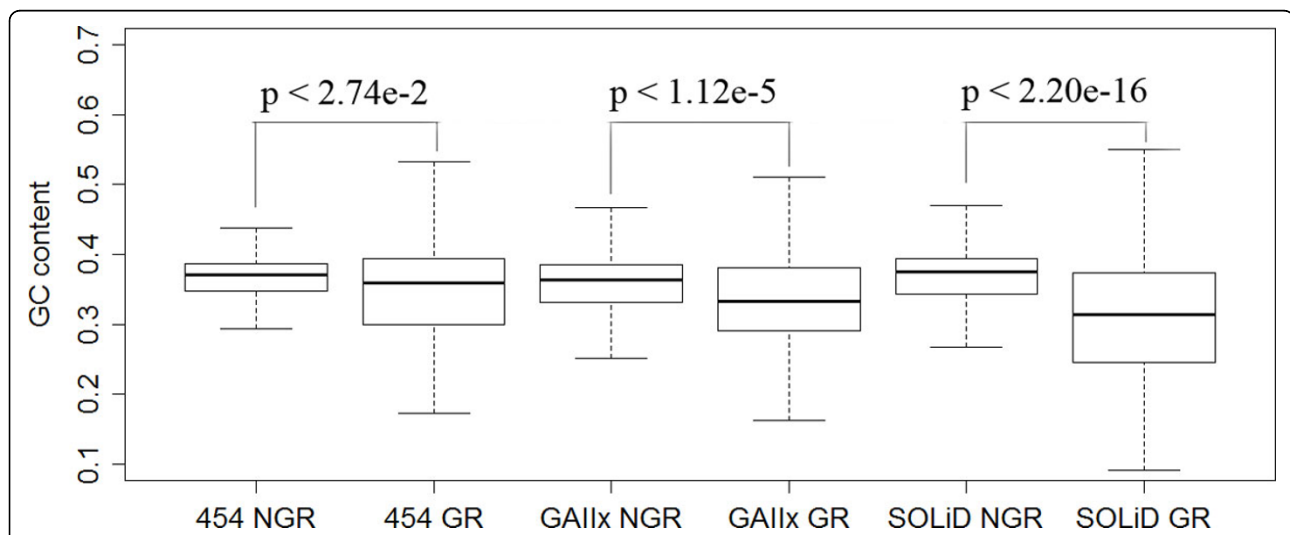 p < 2.74e-2
p < 1.12e-5
p < 2.20e-16
GC content
0.7
0.6
0.5
0.4
0.3
0.2
0.1
454 NGR
454 GR
GAIIx NGR
GAIIx GR
SOLiD NGR
SOLiD GR